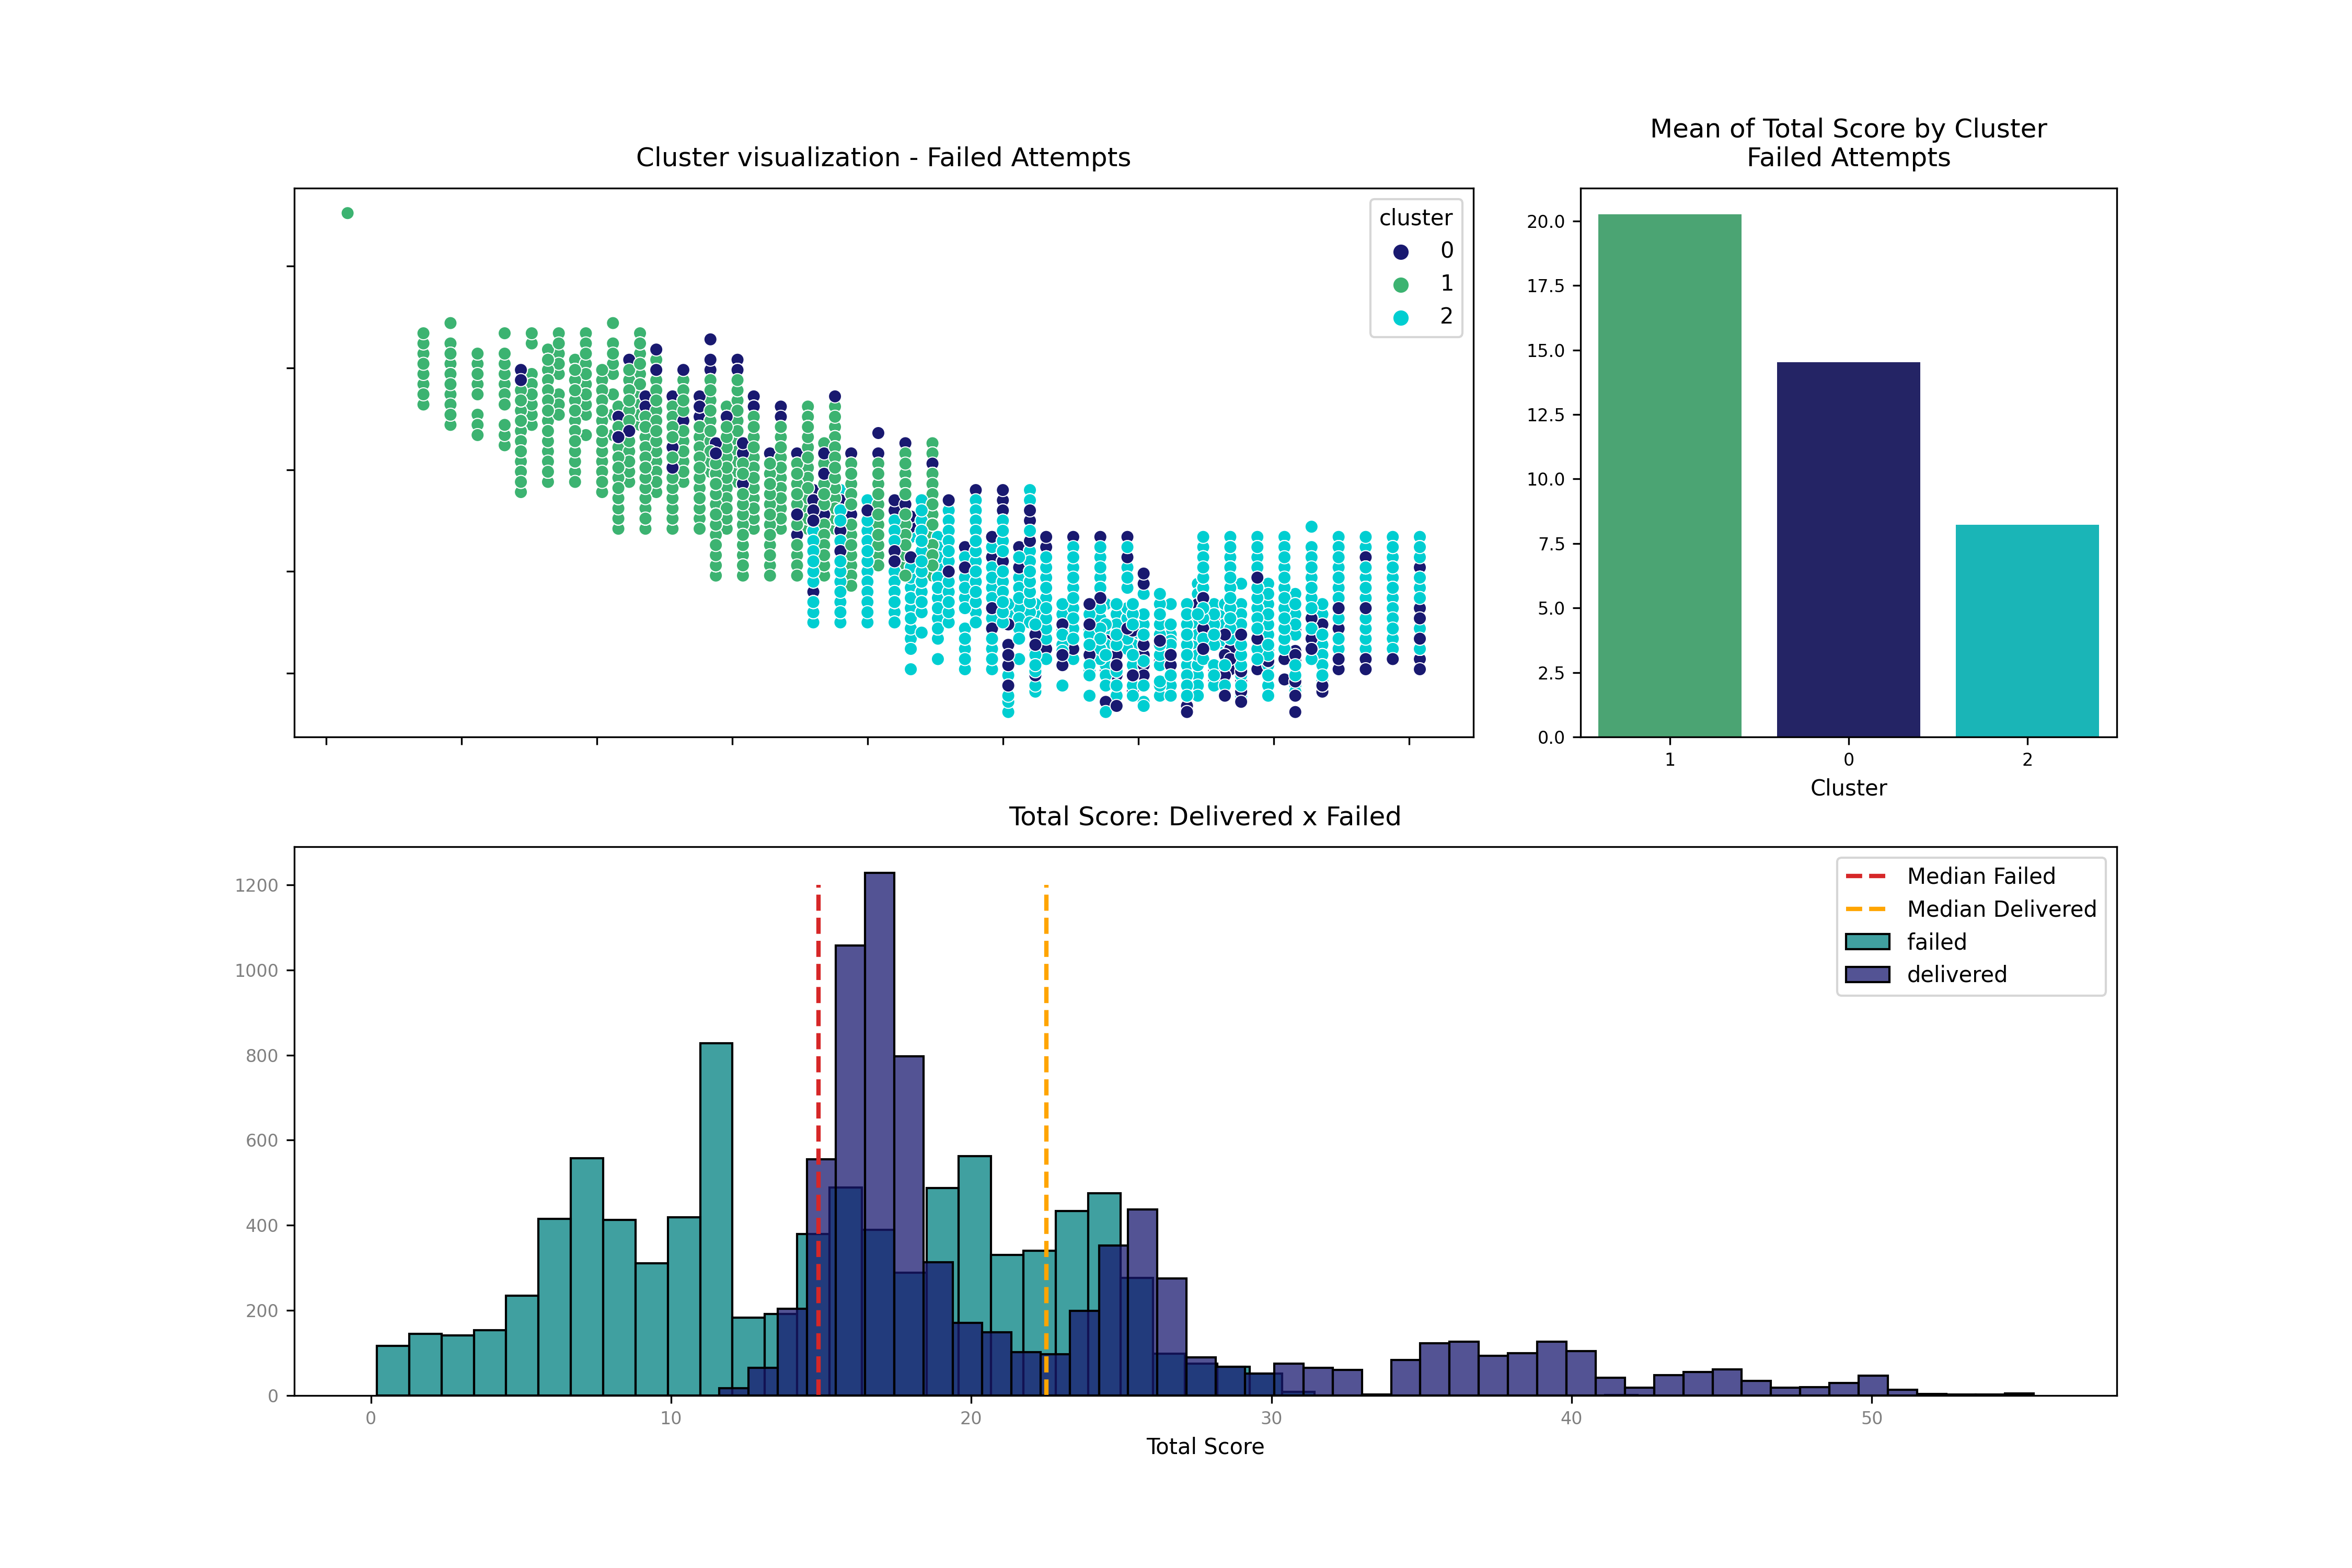 Cluster visualization - Failed Attempts
cluster
0
1
2
Mean of Total Score by Cluster
Failed Attempts
20.0
17.5
15.0
12.5
10.0
7.5
5.0
2.5
0.0
1 0 2
Cluster
Total Score: Delivered x Failed
Median Failed
Median Delivered
failed
delivered
1200
1000
800
600
400
200
0
0 10 20 30 40 50
Total Score